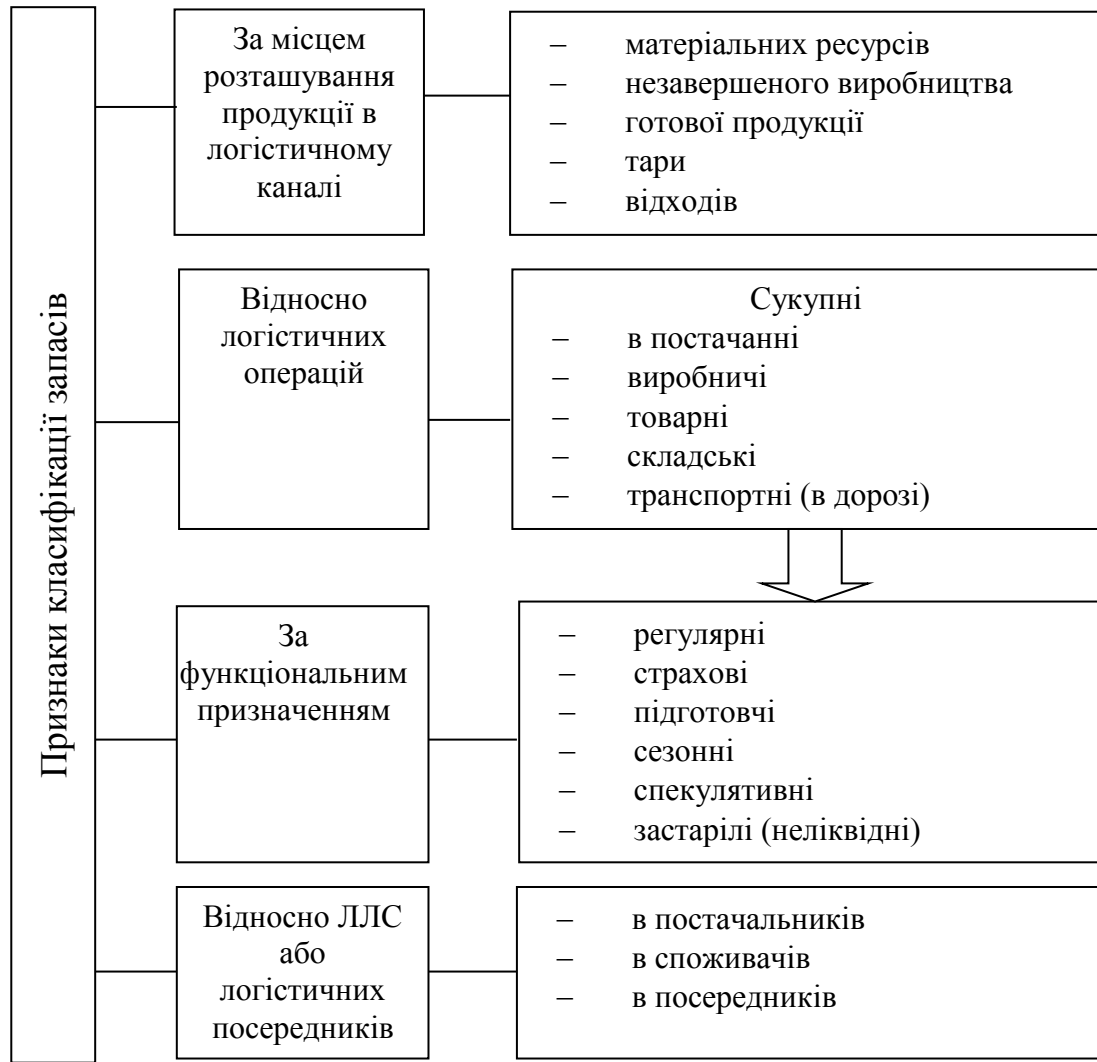 Признаки класифікації запасів
За місцем
розташування
продукції в
логістичному
каналі
– матеріальних ресурсів
– незавершеного виробництва
– готової продукції
– тари
– відходів
Відносно
логістичних
операцій
Сукупні
– в постачанні
– виробничі
– товарні
– складські
– транспортні (в дорозі)
За
функціональним
призначенням
– регулярні
– страхові
– підготовчі
– сезонні
– спекулятивні
– застарілі (неліквідні)
Відносно ЛЛС
або
логістичних
посередників
– в постачальників
– в споживачів
– в посередників